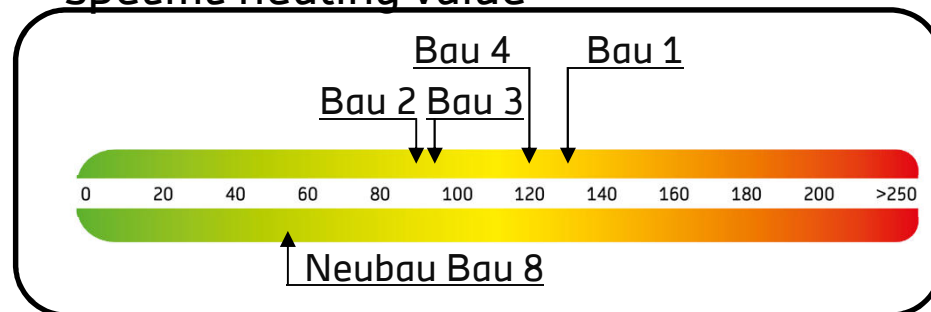 specific heating value
Bau 4 Bau 1
Bau 2 Bau 3
0 20 40 60 80 100 120 140 160 180 200 >250
Neubau Bau 8